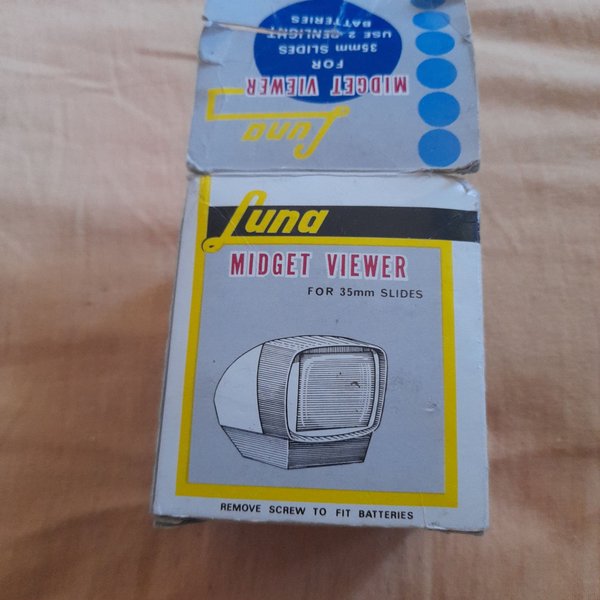 Luna
MIDGET VIEWER
FOR
35mm SLIDES
USE 2 PENLIGHT
BATTERIES
Luna
MIDGET VIEWER
FOR 35mm SLIDES
REMOVE SCREW TO FIT BATTERIES